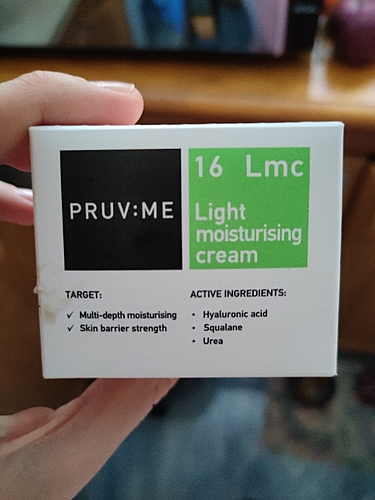 PRUV:ME
16 Lmc
Light
moisturising
cream
TARGET:
✓ Multi-depth moisturising
✓ Skin barrier strength
ACTIVE INGREDIENTS:
• Hyaluronic acid
• Squalane
• Urea